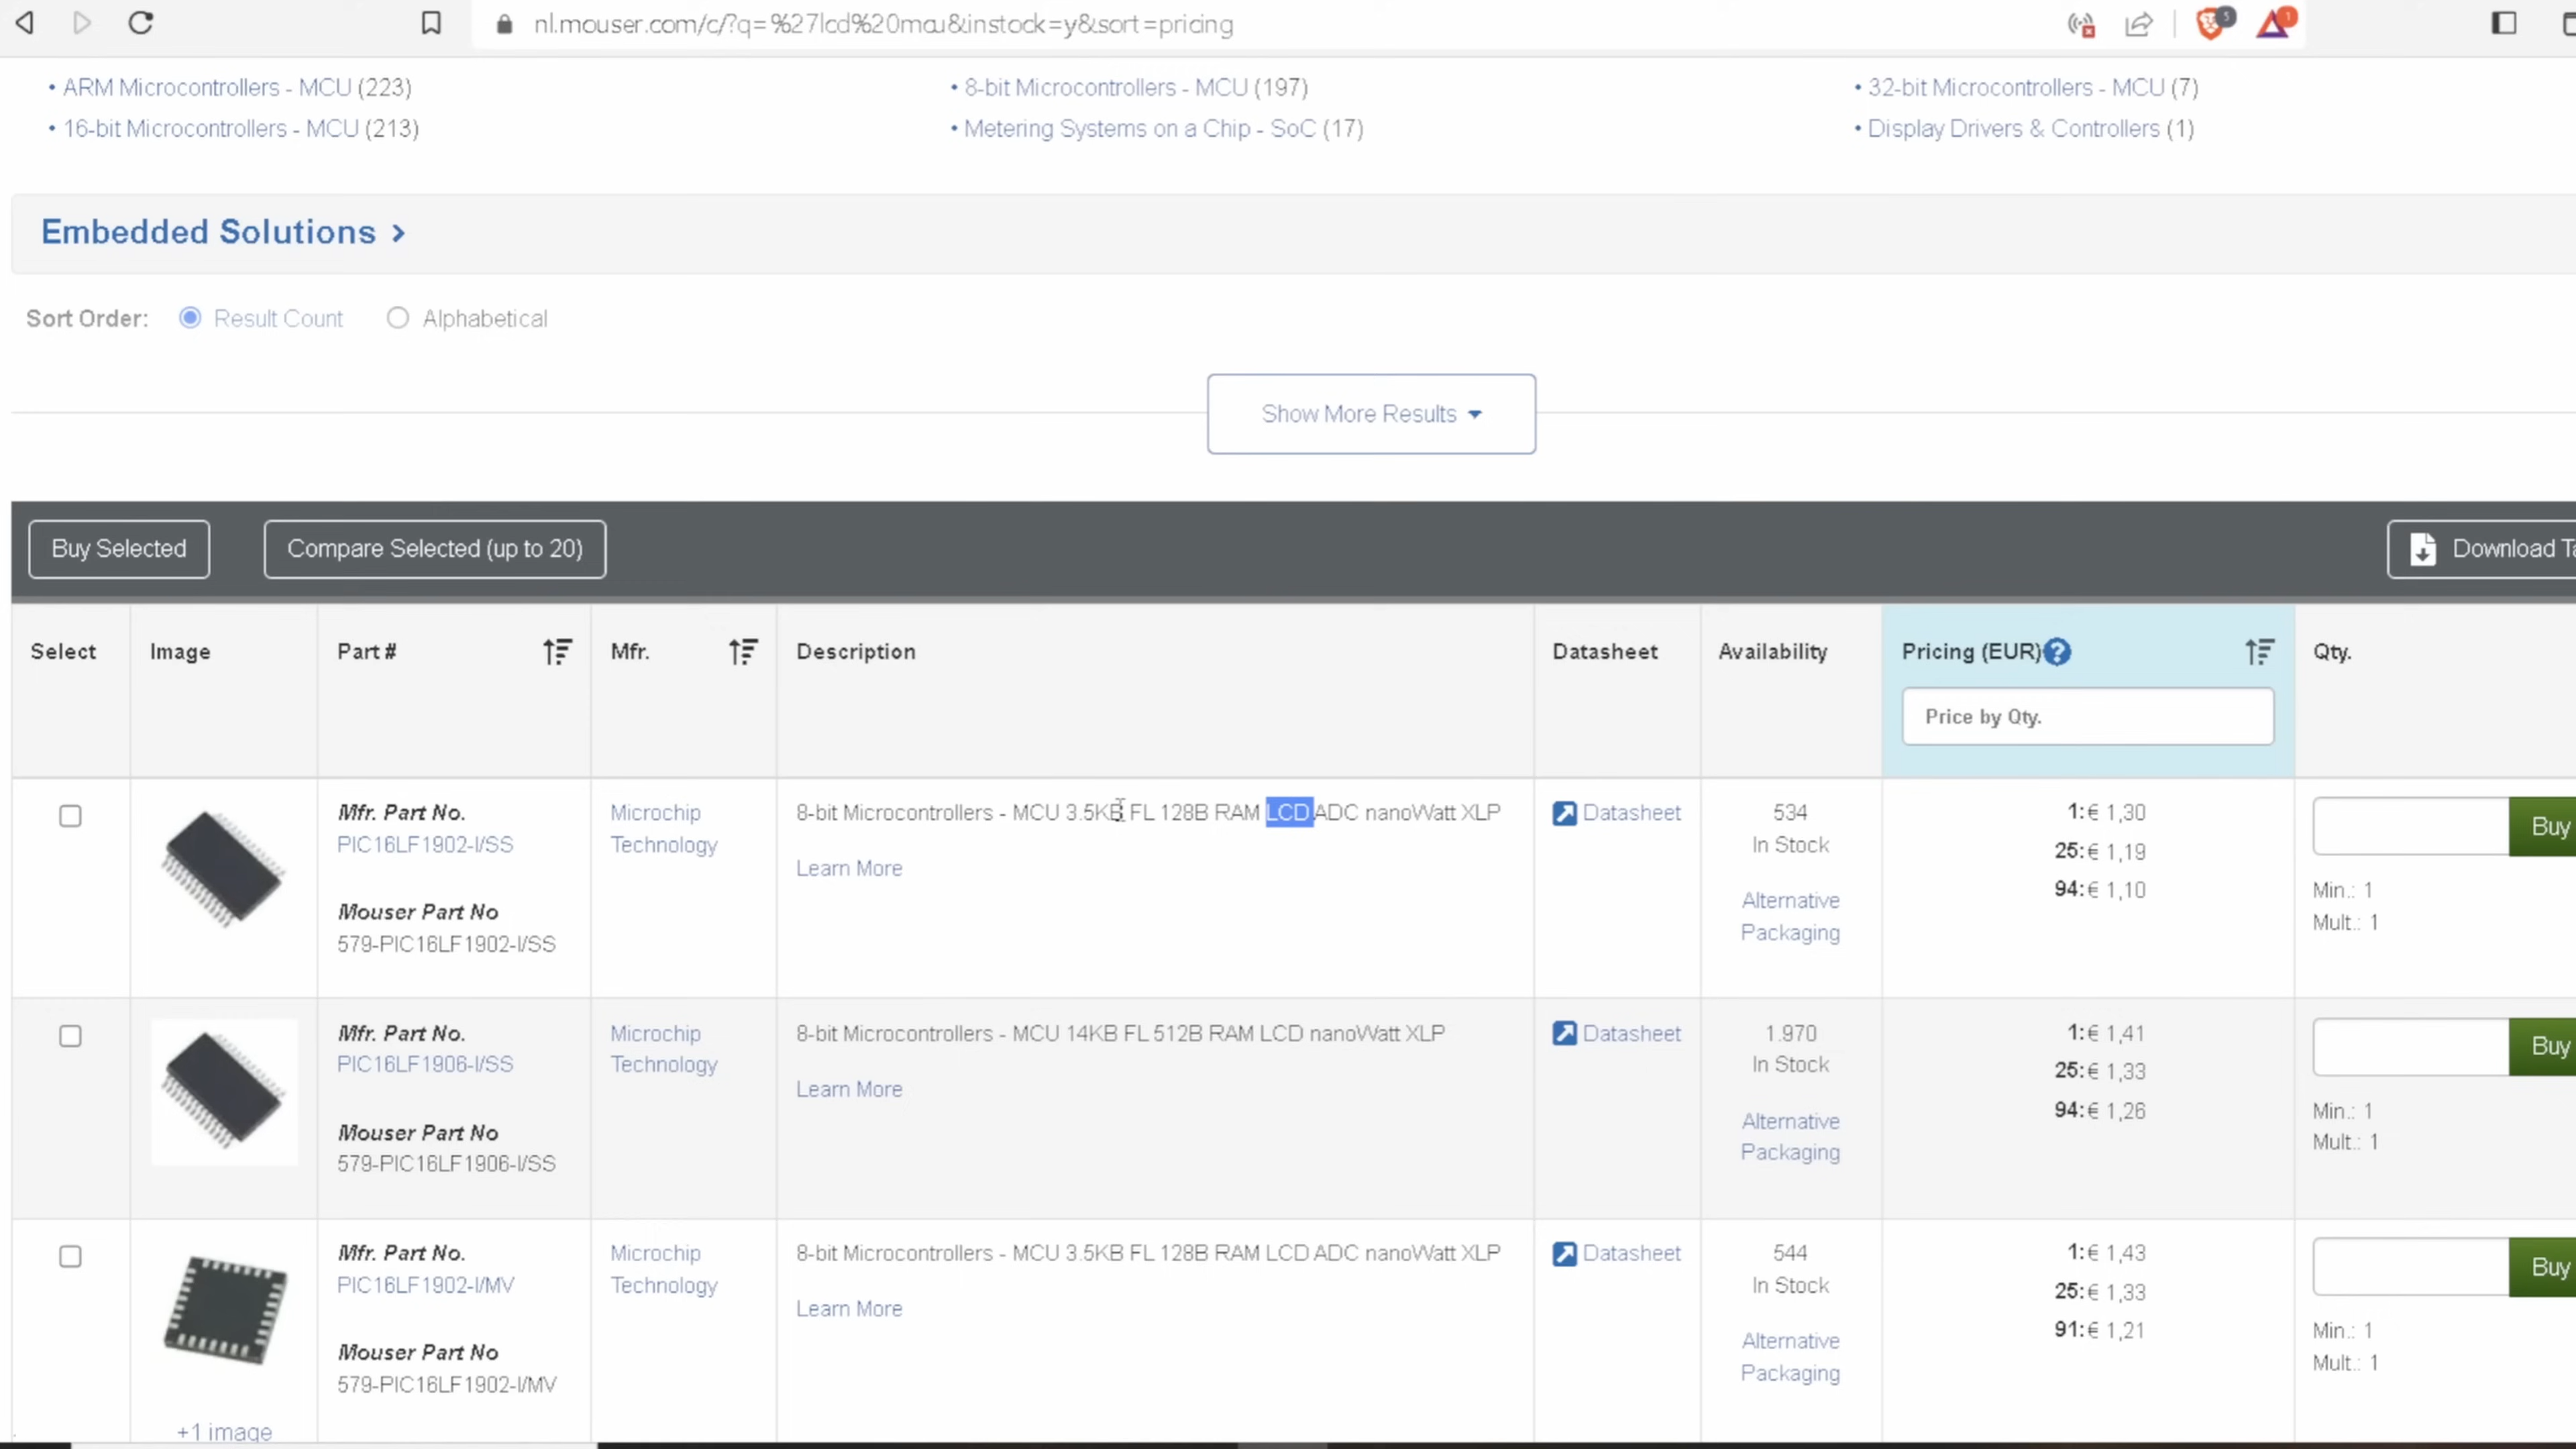 nl.mouser.com/c/?q=%27lcd%20mcu&instock=y&sort=pricing
5
1
• ARM Microcontrollers - MCU (223)
• 8-bit Microcontrollers - MCU (197)
• 32-bit Microcontrollers - MCU (7)
• 16-bit Microcontrollers - MCU (213)
• Metering Systems on a Chip - SoC (17)
• Display Drivers & Controllers (1)
Embedded Solutions >
Sort Order: Result Count Alphabetical
Show More Results
Buy Selected
Compare Selected (up to 20)
Download Ta
Select Image Part # Mfr. Description Datasheet Availability Pricing (EUR) ? Qty.
Price by Qty.
Mfr. Part No.
PIC16LF1902-I/SS
Mouser Part No
579-PIC16LF1902-I/SS
Microchip
Technology
8-bit Microcontrollers - MCU 3.5KB FL 128B RAM LCD ADC nanoWatt XLP
Learn More
Datasheet
534
In Stock
Alternative
Packaging
1: € 1,30
25: € 1,19
94: € 1,10
Buy
Min.: 1
Mult.: 1
Mfr. Part No.
PIC16LF1906-I/SS
Mouser Part No
579-PIC16LF1906-I/SS
Microchip
Technology
8-bit Microcontrollers - MCU 14KB FL 512B RAM LCD nanoWatt XLP
Learn More
Datasheet
1.970
In Stock
Alternative
Packaging
1: € 1,41
25: € 1,33
94: € 1,26
Buy
Min.: 1
Mult.: 1
Mfr. Part No.
PIC16LF1902-I/MV
Mouser Part No
579-PIC16LF1902-I/MV
+1 image
Microchip
Technology
8-bit Microcontrollers - MCU 3.5KB FL 128B RAM LCD ADC nanoWatt XLP
Learn More
Datasheet
544
In Stock
Alternative
Packaging
1: € 1,43
25: € 1,33
91: € 1,21
Buy
Min.: 1
Mult.: 1